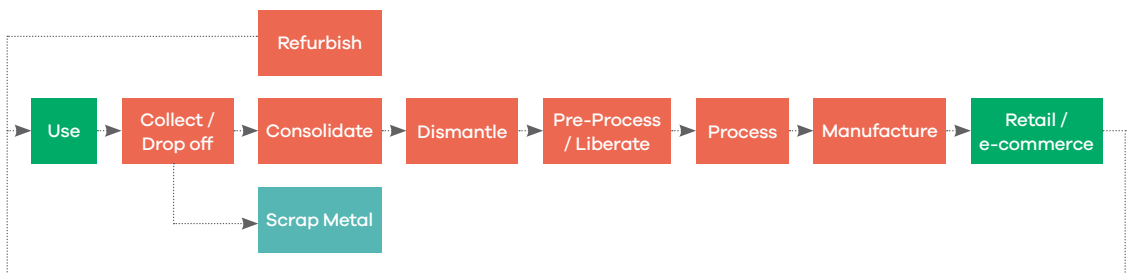 Refurbish
Use
Collect /
Drop off
Consolidate
Dismantle
Pre-Process
/ Liberate
Process
Manufacture
Retail /
e-commerce
Scrap Metal